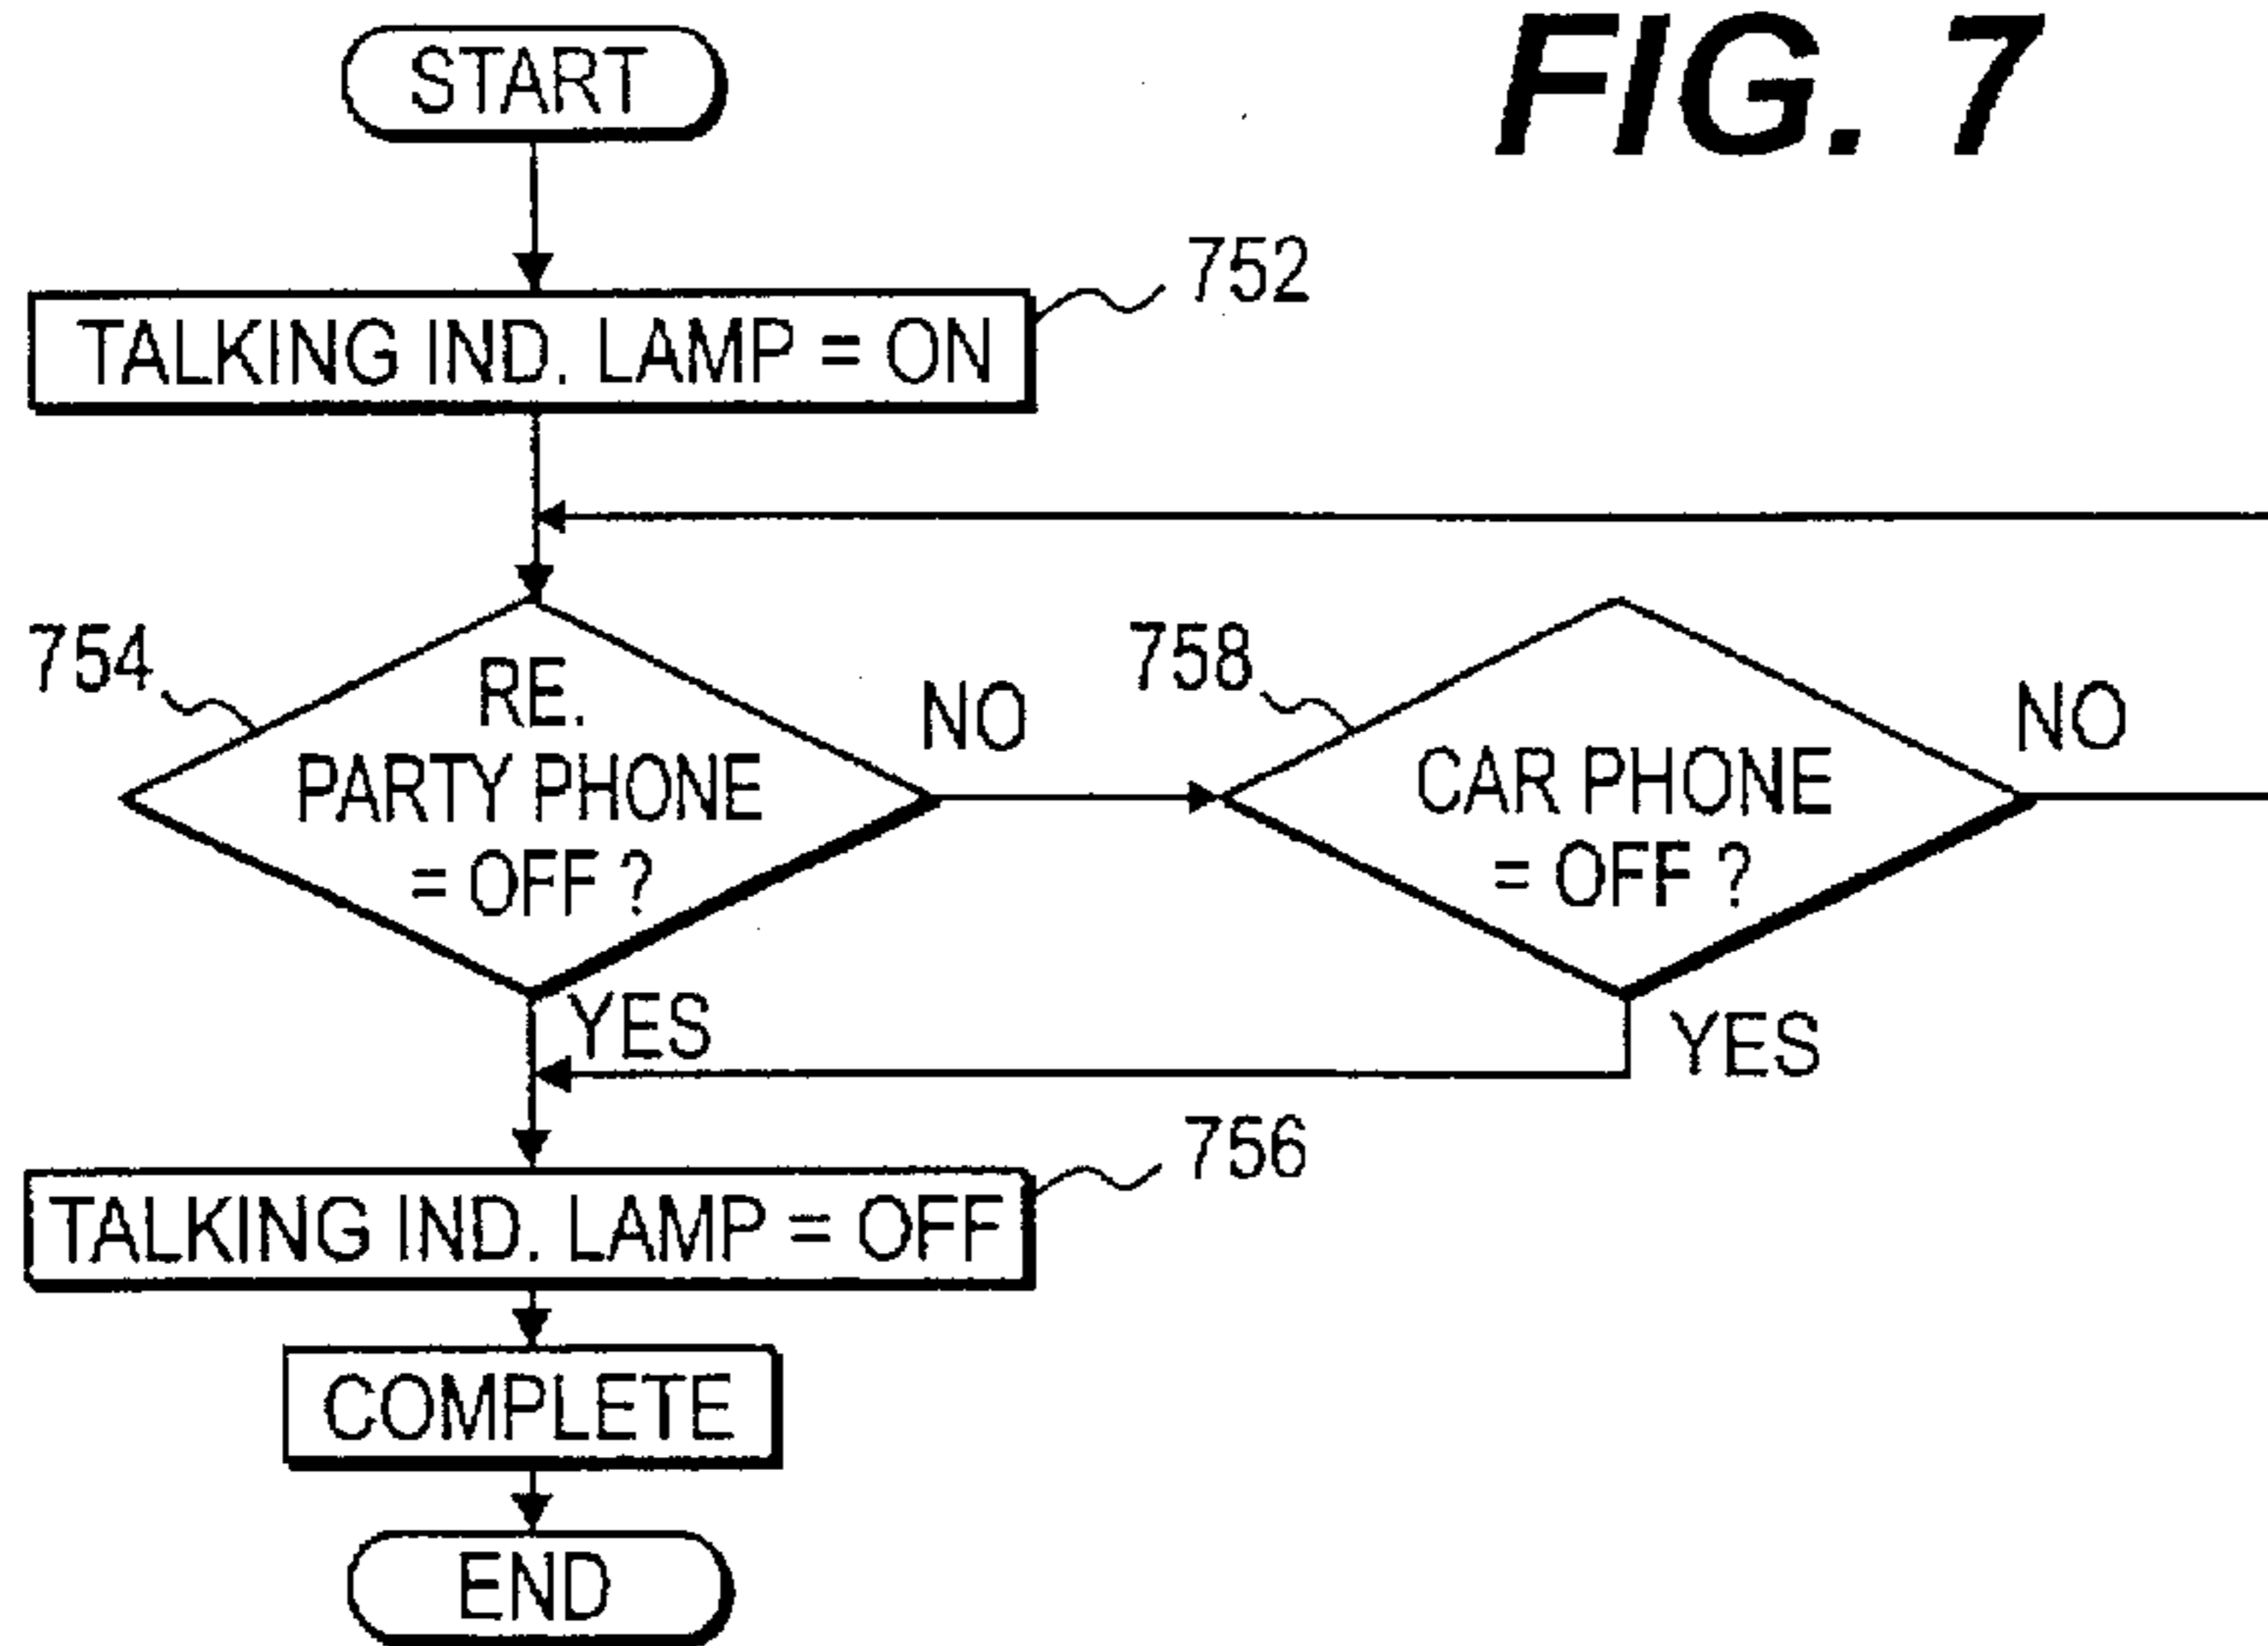 FIG. 7
START
752
TALKING IND. LAMP = ON
754
RE.
PARTY PHONE
= OFF ?
NO
758
CAR PHONE
= OFF ?
NO
YES
YES
756
TALKING IND. LAMP = OFF
COMPLETE
END